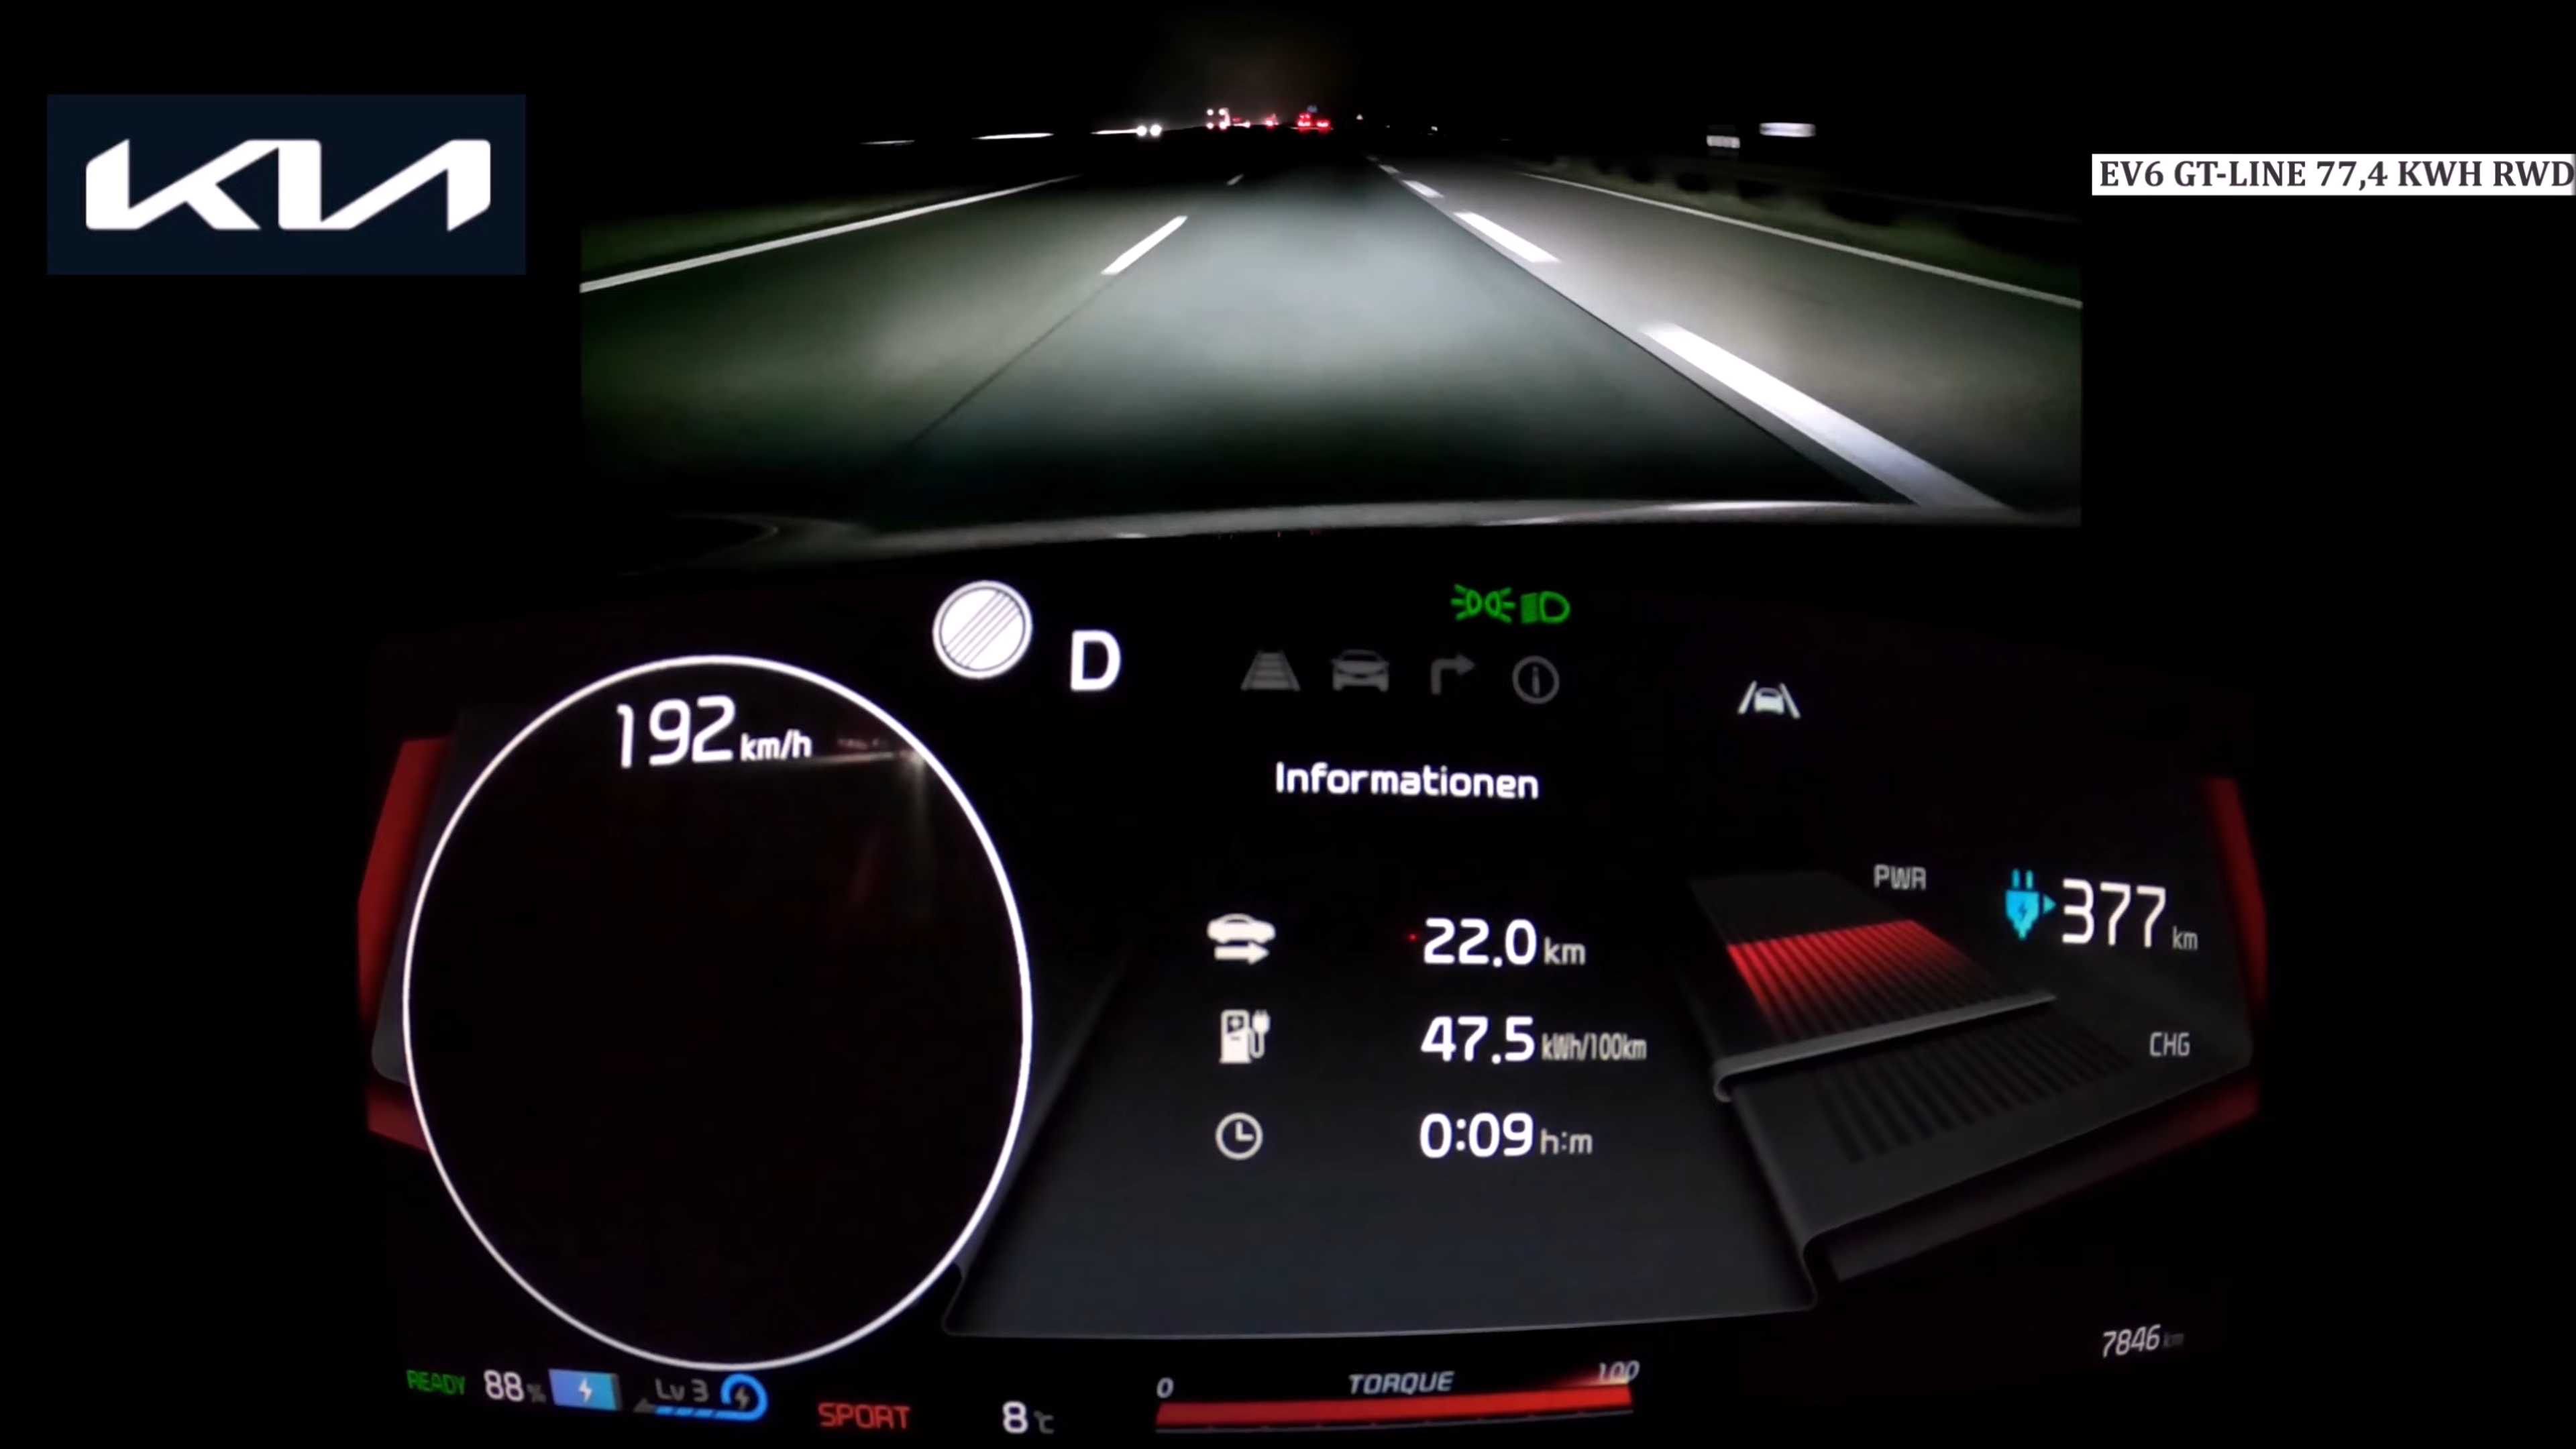 KIA
EV6 GT-LINE 77,4 KWH RWD
D
192 km/h
Informationen
PWR
377 km
22.0 km
47.5 kWh/100km
CHG
0:09 h:m
7846 km
READY 88 % Lv 3
SPORT
8 °C
0 TORQUE 100